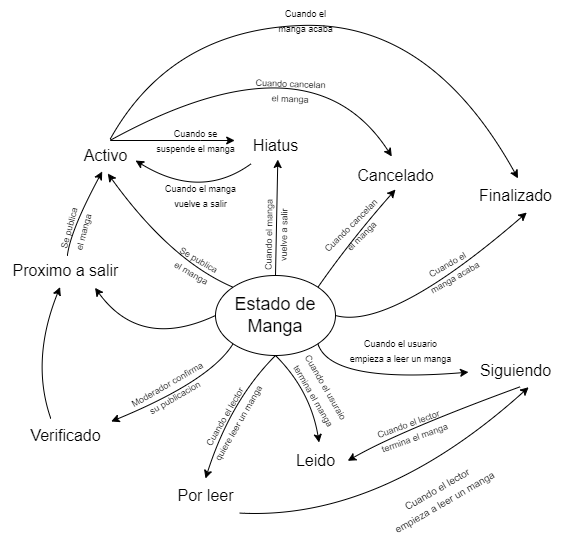 Cuando el
manga acaba
Cuando cancelan
el manga
Cuando se
suspende el manga
Hiatus
Activo
Cancelado
Cuando el manga
vuelve a salir
Finalizado
Se publica
el manga
Cuando el manga
vuelve a salir
Cuando cancelan
el manga
Se publica
el manga
Cuando el
manga acaba
Proximo a salir
Estado de
Manga
Cuando el usuario
empieza a leer un manga
Siguiendo
Moderador confirma
su publicacion
Cuando el lector
quiere leer un manga
Cuando el usuraio
termina el manga
Cuando el lector
termina el manga
Verificado
Leido
Por leer
Cuando el lector
empieza a leer un manga